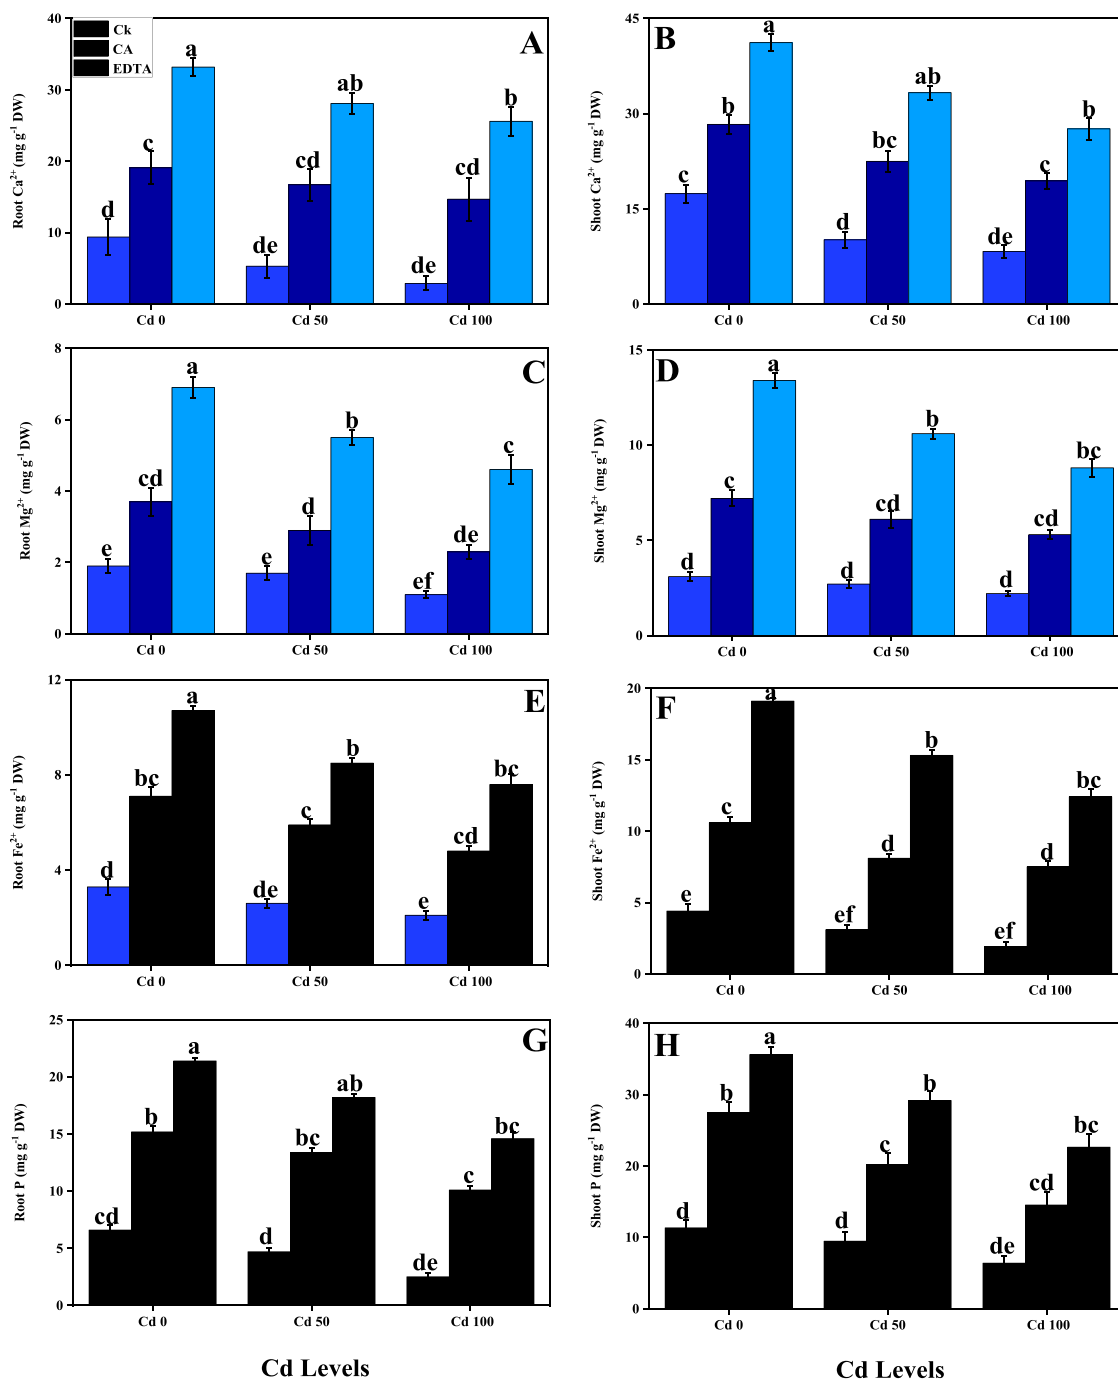 Ck
CA
EDTA
A
Root Ca²⁺ (mg g⁻¹ DW)
40
30
20
10
0
d
c
a
de
cd
ab
de
cd
b
Cd 0
Cd 50
Cd 100
B
Shoot Ca²⁺ (mg g⁻¹ DW)
45
30
15
0
c
b
a
d
bc
ab
de
c
b
Cd 0
Cd 50
Cd 100
C
Root Mg²⁺ (mg g⁻¹ DW)
8
6
4
2
0
e
cd
a
e
d
b
ef
de
c
Cd 0
Cd 50
Cd 100
D
Shoot Mg²⁺ (mg g⁻¹ DW)
15
10
5
0
d
c
a
d
cd
b
d
cd
bc
Cd 0
Cd 50
Cd 100
E
Root Fe²⁺ (mg g⁻¹ DW)
12
8
4
0
d
bc
a
de
c
b
e
cd
bc
Cd 0
Cd 50
Cd 100
F
Shoot Fe²⁺ (mg g⁻¹ DW)
20
15
10
5
0
e
c
a
ef
d
b
ef
d
bc
Cd 0
Cd 50
Cd 100
G
Root P (mg g⁻¹ DW)
25
20
15
10
5
0
cd
b
a
d
bc
ab
de
c
bc
Cd 0
Cd 50
Cd 100
Cd Levels
H
Shoot P (mg g⁻¹ DW)
40
30
20
10
0
d
b
a
d
c
b
de
cd
bc
Cd 0
Cd 50
Cd 100
Cd Levels